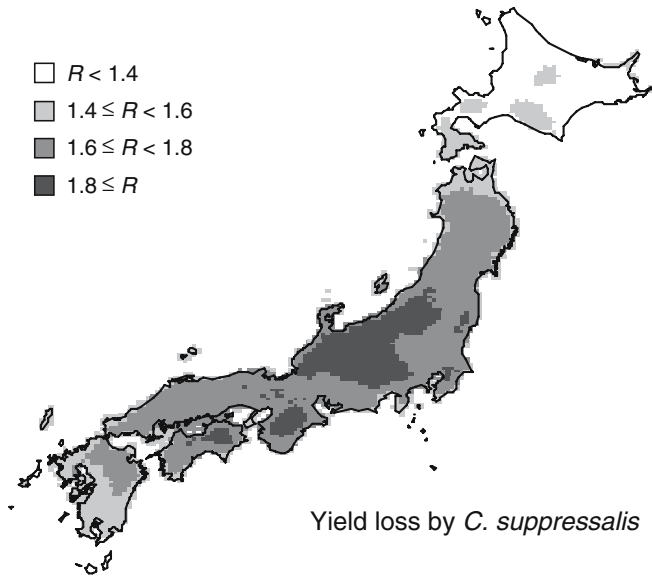 R < 1.4
1.4 ≤ R < 1.6
1.6 ≤ R < 1.8
1.8 ≤ R
Yield loss by C. suppressalis